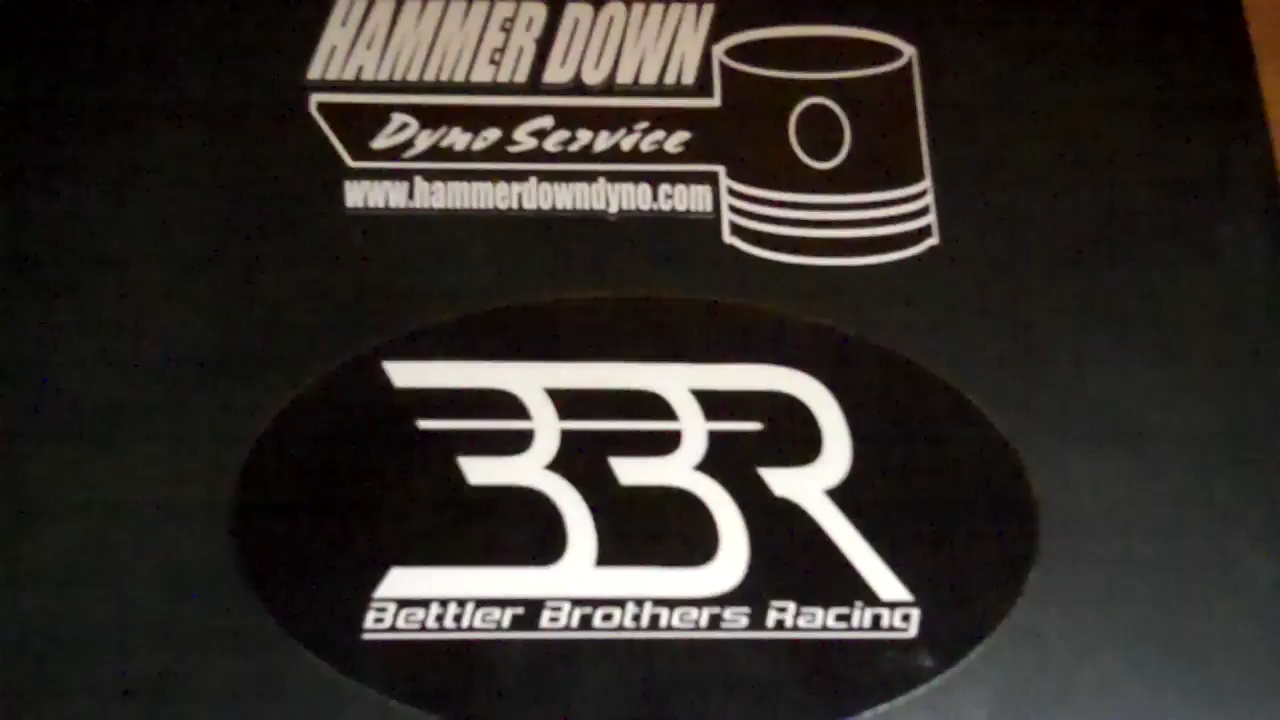 HAMMER DOWN
Dyno Service
www.hammerdowndyno.com
BBR
Bettler Brothers Racing